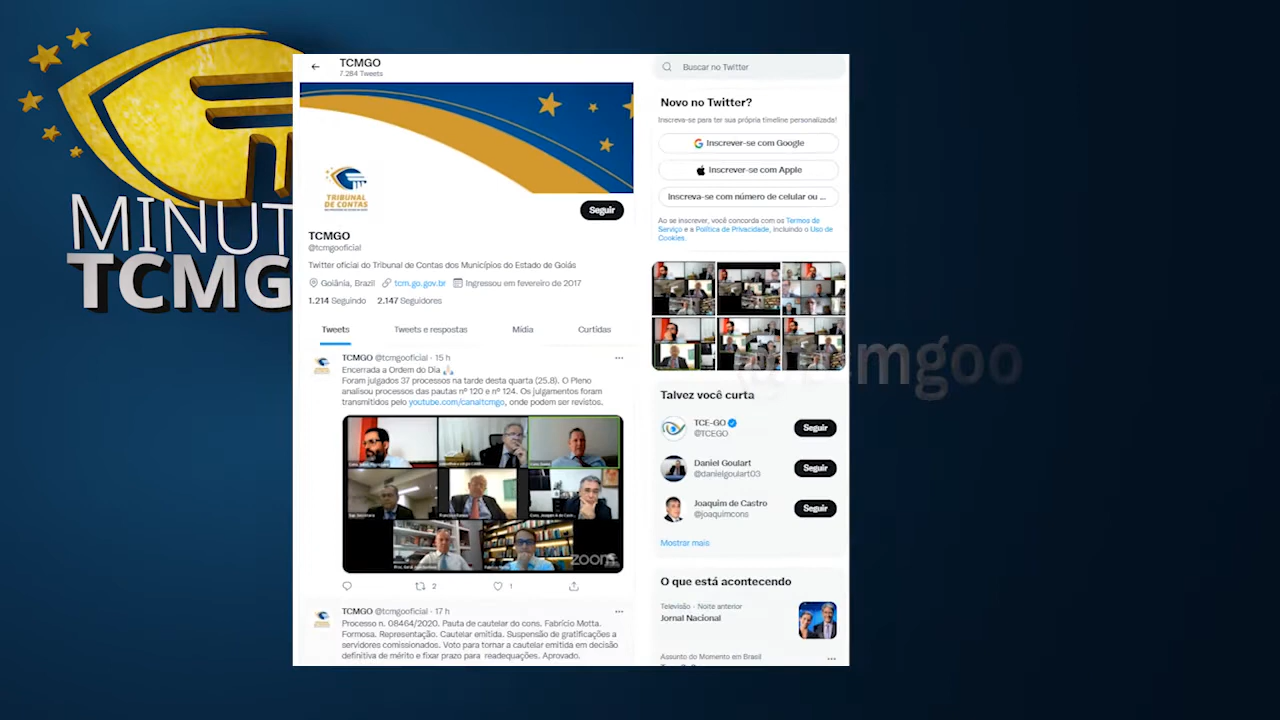 MINUT
TCMG
TCMGO
7.284 Tweets
TRIBUNAL
DE CONTAS
Seguir
TCMGO
@tcmgooficial
Twitter oficial do Tribunal de Contas dos Municípios do Estado de Goiás
Goiânia, Brazil tcm.go.gov.br Ingressou em fevereiro de 2017
1.214 Seguindo 2.147 Seguidores
Tweets Tweets e respostas Mídia Curtidas
TCMGO @tcmgooficial · 15 h
Encerrada a Ordem do Dia 🙏🏻
Foram julgados 37 processos na tarde desta quarta (25.8). O Pleno
analisou processos das pautas nº 120 e nº 124. Os julgamentos foram
transmitidos pelo youtube.com/canaltcmgo, onde podem ser revistos.
zoom
2 1
TCMGO @tcmgooficial · 17 h
Processo n. 08464/2020. Pauta de cautelar do cons. Fabrício Motta.
Formosa. Representação. Cautelar emitida. Suspensão de gratificações a
servidores comissionados. Voto para tornar a cautelar emitida em decisão
definitiva de mérito e fixar prazo para readequações. Aprovado.
Buscar no Twitter
Novo no Twitter?
Inscreva-se para ter sua própria timeline personalizada!
Inscrever-se com Google
Inscrever-se com Apple
Inscreva-se com número de celular ou ...
Ao se inscrever, você concorda com os Termos de
Serviço e a Política de Privacidade, incluindo o Uso de
Cookies.
mgoo
Talvez você curta
TCE-GO
@TCEGO
Seguir
Daniel Goulart
@danielgoulart03
Seguir
Joaquim de Castro
@joaquimcons
Seguir
Mostrar mais
O que está acontecendo
Televisão · Noite anterior
Jornal Nacional
Assunto do Momento em Brasil